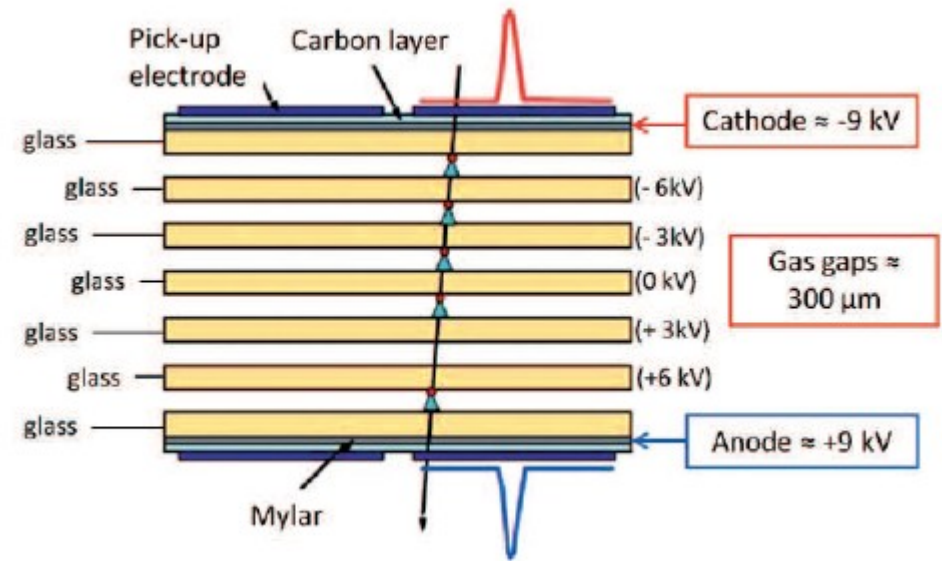 Pick-up
electrode
Carbon layer
Cathode ≈ -9 kV
glass
glass
(- 6kV)
glass
(- 3kV)
Gas gaps ≈
300 µm
glass
(0 kV)
glass
(+ 3kV)
glass
(+6 kV)
glass
Anode ≈ +9 kV
Mylar